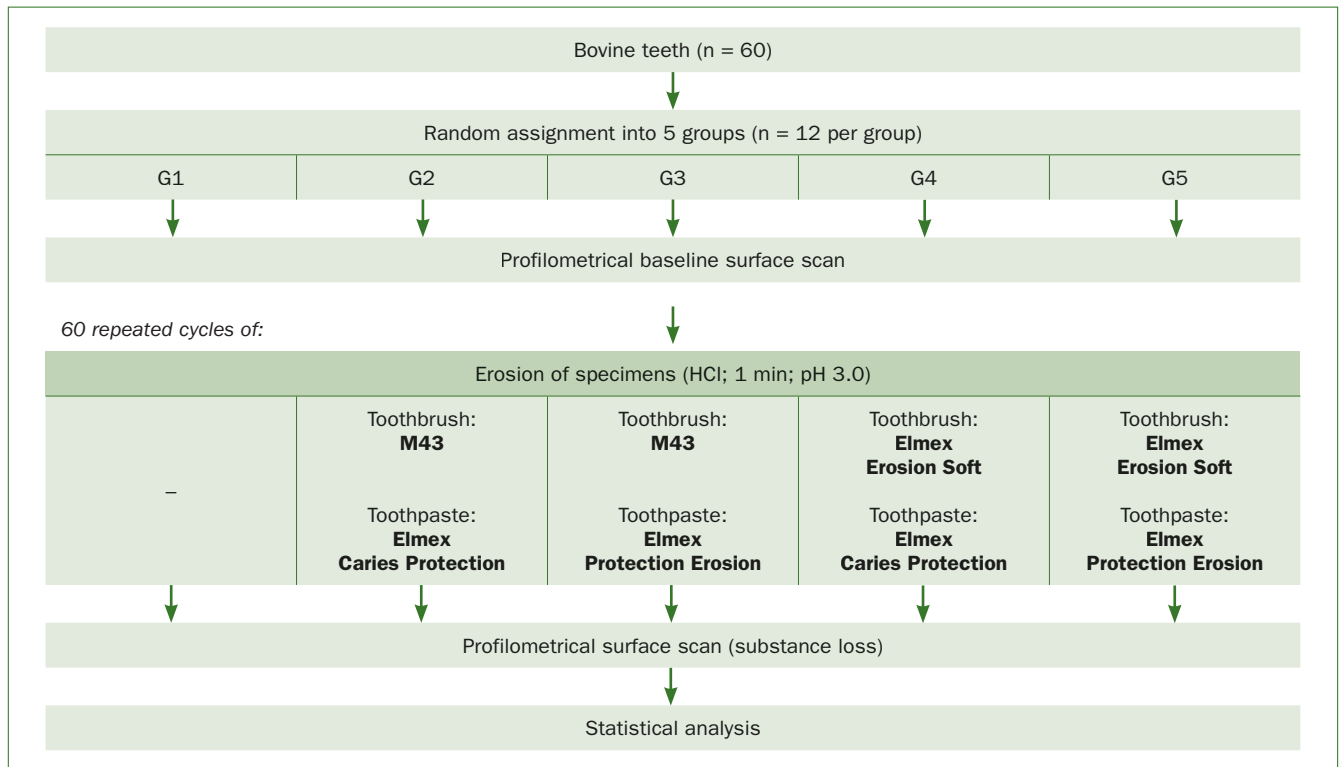 Bovine teeth (n = 60)
Random assignment into 5 groups (n = 12 per group)
G1
G2
G3
G4
G5
Profilometrical baseline surface scan
60 repeated cycles of:
Erosion of specimens (HCl; 1 min; pH 3.0)
–
Toothbrush:
M43
Toothpaste:
Elmex
Caries Protection
Toothbrush:
M43
Toothpaste:
Elmex
Protection Erosion
Toothbrush:
Elmex
Erosion Soft
Toothpaste:
Elmex
Caries Protection
Toothbrush:
Elmex
Erosion Soft
Toothpaste:
Elmex
Protection Erosion
Profilometrical surface scan (substance loss)
Statistical analysis